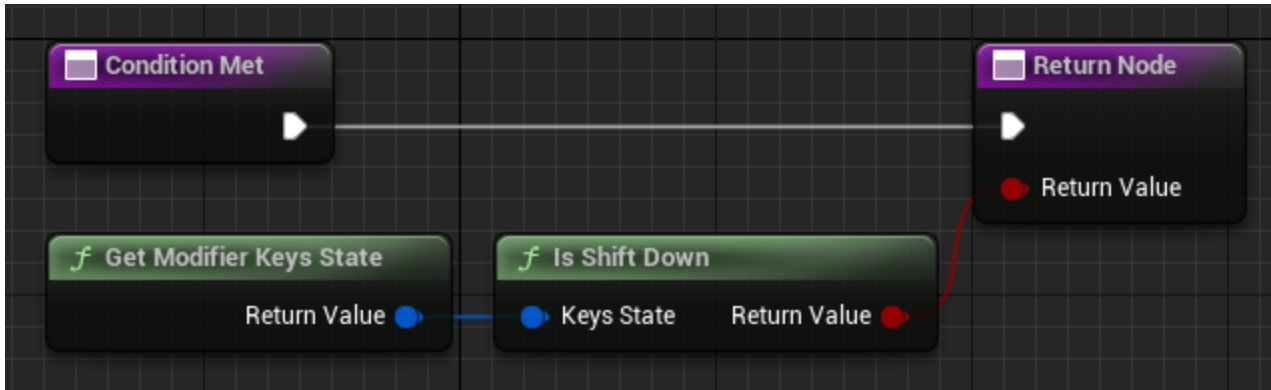 Condition Met
Return Node
Return Value
f Get Modifier Keys State
Return Value
f Is Shift Down
Keys State Return Value